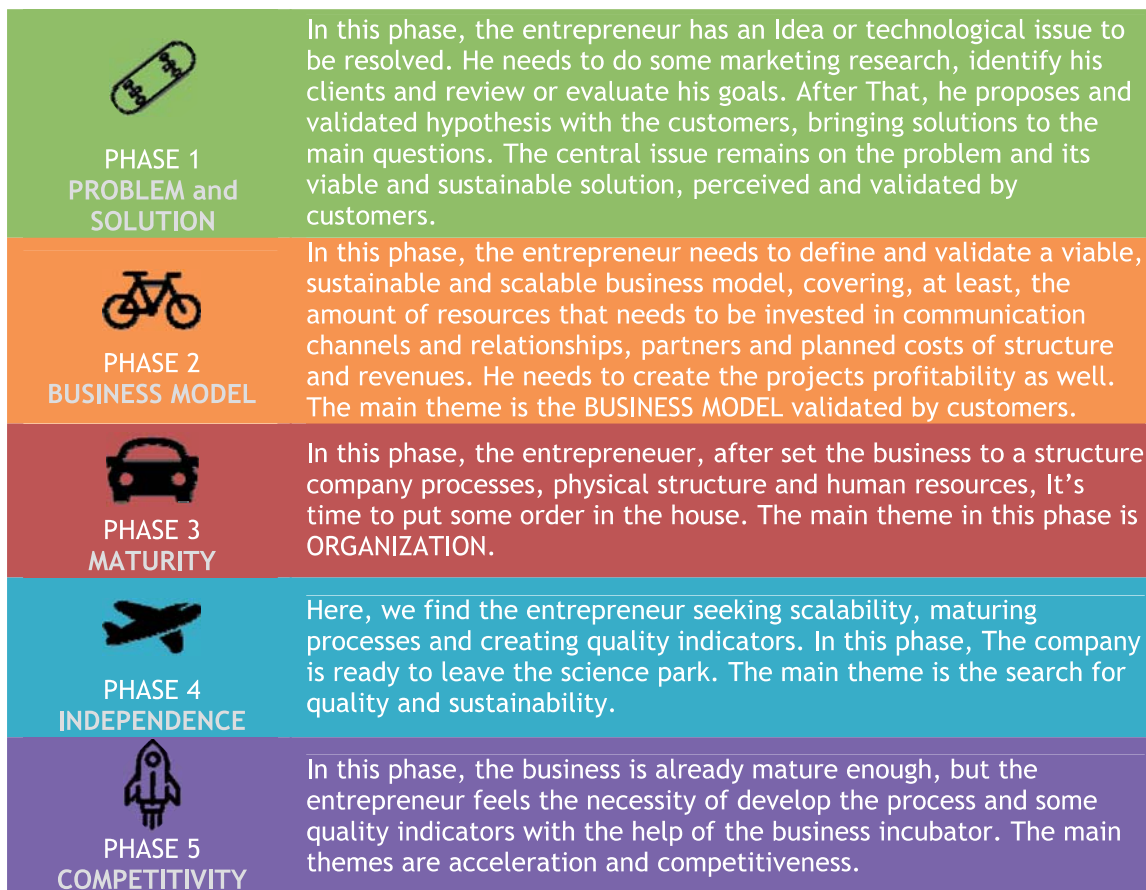 PHASE 1
PROBLEM and
SOLUTION
In this phase, the entrepreneur has an Idea or technological issue to
be resolved. He needs to do some marketing research, identify his
clients and review or evaluate his goals. After That, he proposes and
validated hypothesis with the customers, bringing solutions to the
main questions. The central issue remains on the problem and its
viable and sustainable solution, perceived and validated by
customers.
PHASE 2
BUSINESS MODEL
In this phase, the entrepreneur needs to define and validate a viable,
sustainable and scalable business model, covering, at least, the
amount of resources that needs to be invested in communication
channels and relationships, partners and planned costs of structure
and revenues. He needs to create the projects profitability as well.
The main theme is the BUSINESS MODEL validated by customers.
PHASE 3
MATURITY
In this phase, the entrepreneuer, after set the business to a structure
company processes, physical structure and human resources, It’s
time to put some order in the house. The main theme in this phase is
ORGANIZATION.
PHASE 4
INDEPENDENCE
Here, we find the entrepreneur seeking scalability, maturing
processes and creating quality indicators. In this phase, The company
is ready to leave the science park. The main theme is the search for
quality and sustainability.
PHASE 5
COMPETITIVITY
In this phase, the business is already mature enough, but the
entrepreneur feels the necessity of develop the process and some
quality indicators with the help of the business incubator. The main
themes are acceleration and competitiveness.